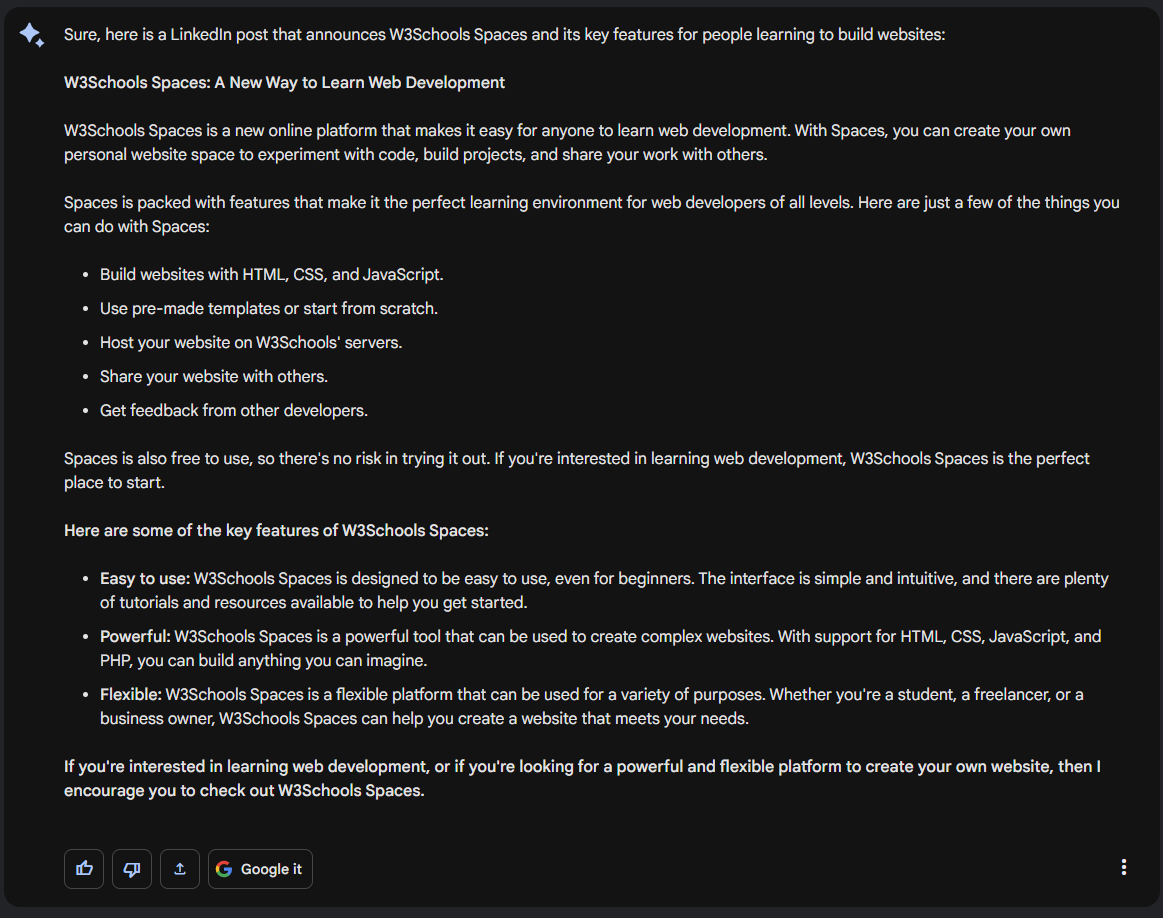 Sure, here is a LinkedIn post that announces W3Schools Spaces and its key features for people learning to build websites:
W3Schools Spaces: A New Way to Learn Web Development
W3Schools Spaces is a new online platform that makes it easy for anyone to learn web development. With Spaces, you can create your own
personal website space to experiment with code, build projects, and share your work with others.
Spaces is packed with features that make it the perfect learning environment for web developers of all levels. Here are just a few of the things you
can do with Spaces:
• Build websites with HTML, CSS, and JavaScript.
• Use pre-made templates or start from scratch.
• Host your website on W3Schools' servers.
• Share your website with others.
• Get feedback from other developers.
Spaces is also free to use, so there's no risk in trying it out. If you're interested in learning web development, W3Schools Spaces is the perfect
place to start.
Here are some of the key features of W3Schools Spaces:
• Easy to use: W3Schools Spaces is designed to be easy to use, even for beginners. The interface is simple and intuitive, and there are plenty
of tutorials and resources available to help you get started.
• Powerful: W3Schools Spaces is a powerful tool that can be used to create complex websites. With support for HTML, CSS, JavaScript, and
PHP, you can build anything you can imagine.
• Flexible: W3Schools Spaces is a flexible platform that can be used for a variety of purposes. Whether you're a student, a freelancer, or a
business owner, W3Schools Spaces can help you create a website that meets your needs.
If you're interested in learning web development, or if you're looking for a powerful and flexible platform to create your own website, then I
encourage you to check out W3Schools Spaces.
Google it